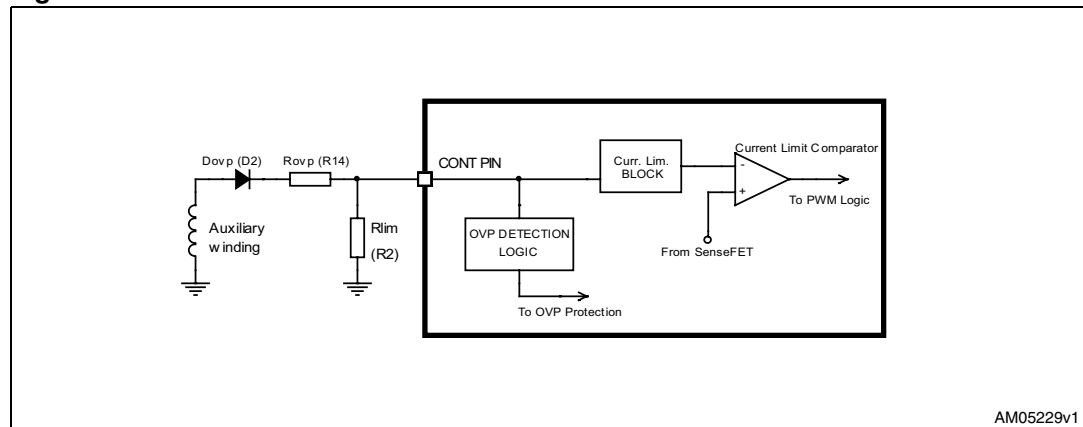 Dovp (D2)
Rovp (R14)
CONT PIN
Curr. Lim.
BLOCK
Current Limit Comparator
-
+
To PWM Logic
Auxiliary
winding
Rlim
(R2)
OVP DETECTION
LOGIC
From SenseFET
To OVP Protection
AM05229v1